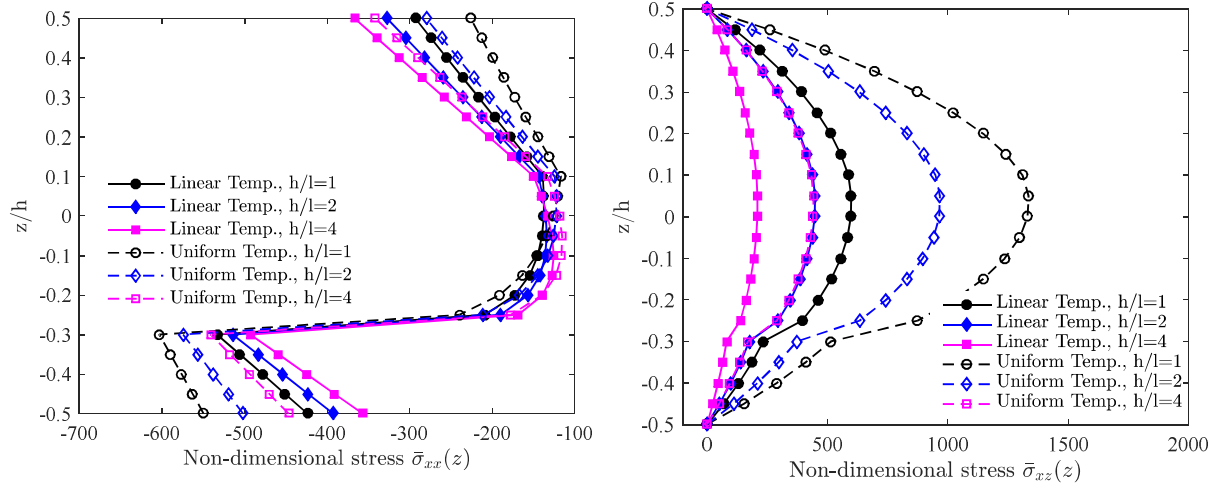 0.5
0.4
0.3
0.2
0.1
0
-0.1
-0.2
-0.3
-0.4
-0.5
z/h
-700
-600
-500
-400
-300
-200
-100
Non-dimensional stress σ̄xx(z)
Linear Temp., h/l=1
Linear Temp., h/l=2
Linear Temp., h/l=4
Uniform Temp., h/l=1
Uniform Temp., h/l=2
Uniform Temp., h/l=4
0.5
0.4
0.3
0.2
0.1
0
-0.1
-0.2
-0.3
-0.4
-0.5
z/h
0
500
1000
1500
2000
Non-dimensional stress σ̄xz(z)
Linear Temp., h/l=1
Linear Temp., h/l=2
Linear Temp., h/l=4
Uniform Temp., h/l=1
Uniform Temp., h/l=2
Uniform Temp., h/l=4